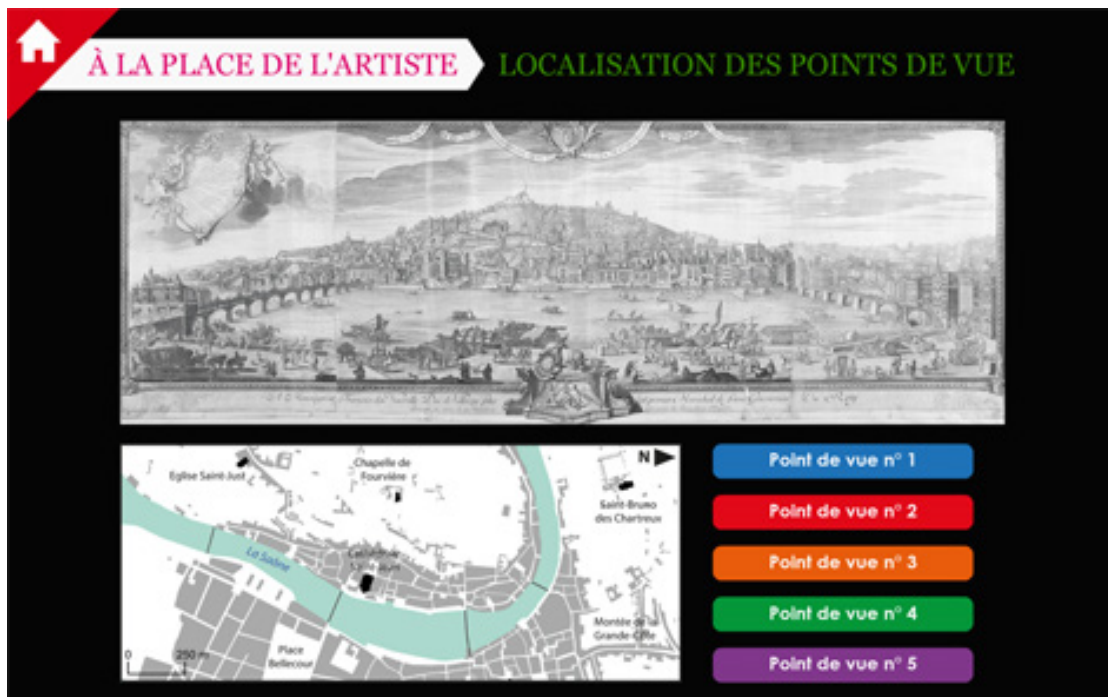 À LA PLACE DE L'ARTISTE
LOCALISATION DES POINTS DE VUE
Eglise Saint-Just
Chapelle de
Fourvière
N
Saint-Bruno
des Chartreux
La Saône
Cathédrale
Saint-Jean
Montée de la
Grande-Côte
Place
Bellecour
0 250 m
Point de vue n° 1
Point de vue n° 2
Point de vue n° 3
Point de vue n° 4
Point de vue n° 5